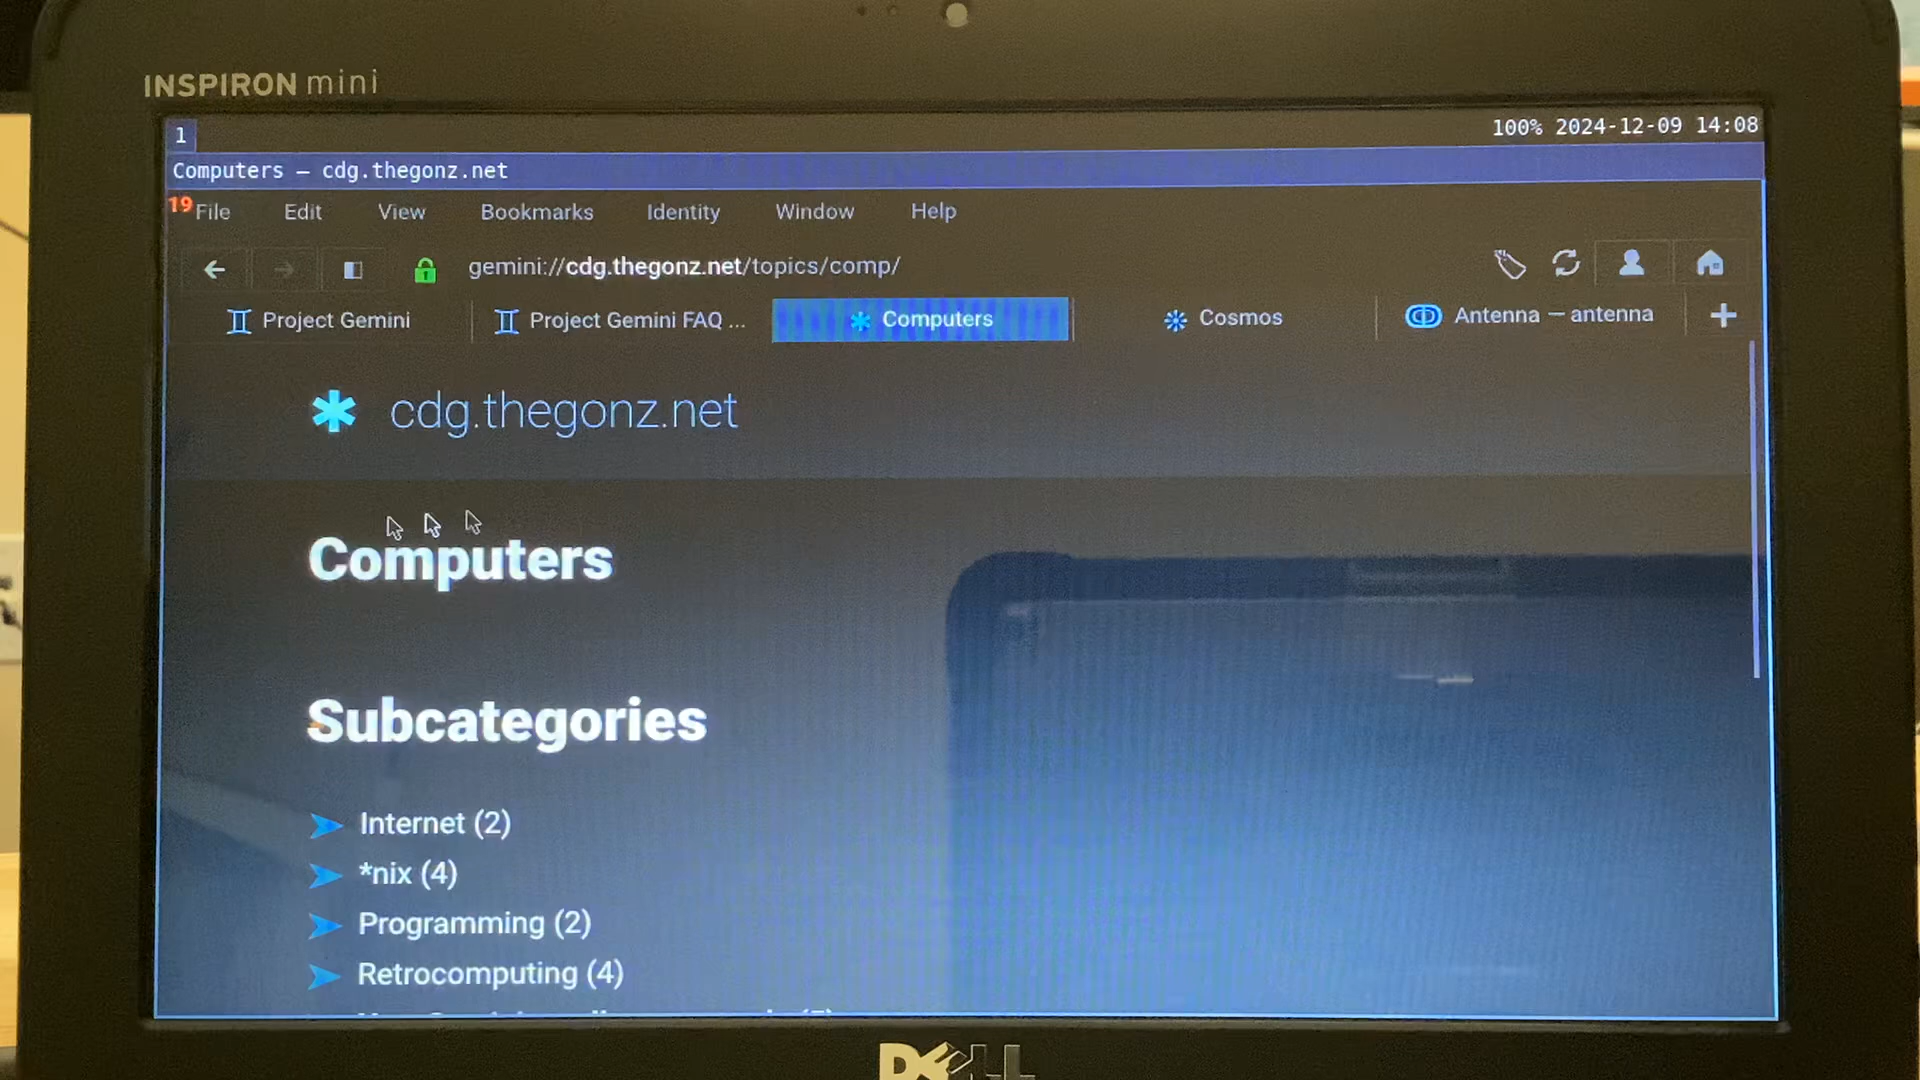 INSPIRON mini
1
100% 2024-12-09 14:08
Computers — cdg.thegonz.net
19
File Edit View Bookmarks Identity Window Help
gemini://cdg.thegonz.net/topics/comp/
Project Gemini
Project Gemini FAQ ...
Computers
Cosmos
Antenna — antenna
cdg.thegonz.net
Computers
Subcategories
Internet (2)
*nix (4)
Programming (2)
Retrocomputing (4)
DELL